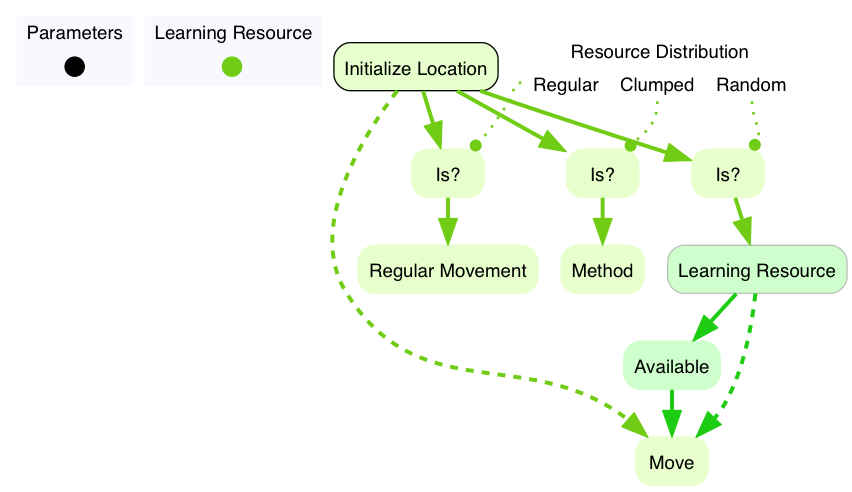 Parameters
Learning Resource
Initialize Location
Resource Distribution
Regular Clumped Random
Is? Is? Is?
Regular Movement Method Learning Resource
Available
Move